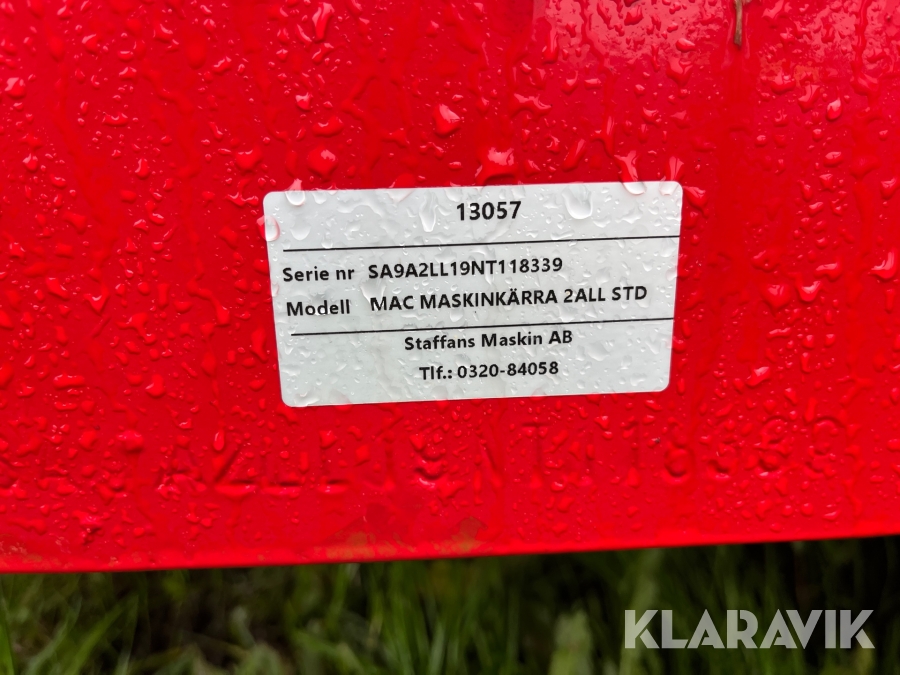 13057
Serie nr SA9A2LL19NT118339
Modell MAC MASKINKÄRRA 2ALL STD
Staffans Maskin AB
Tlf.: 0320-84058
KLARAVIK